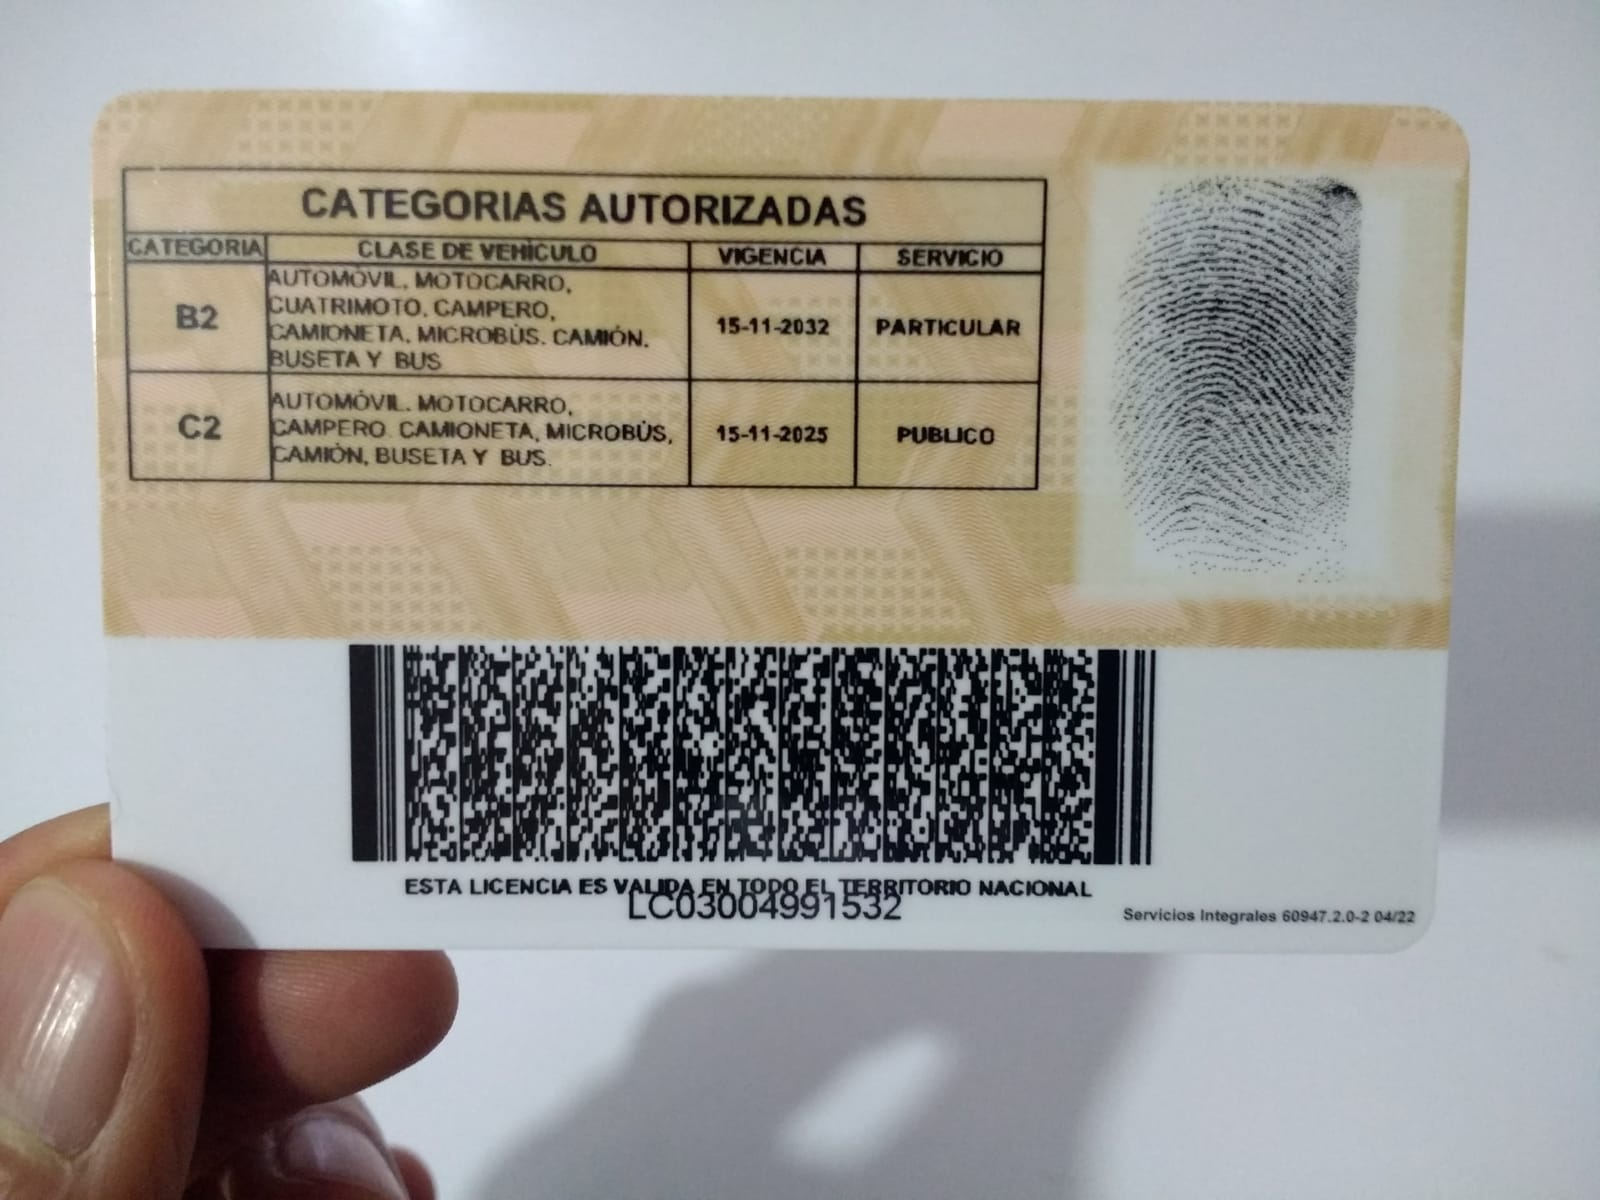 CATEGORIAS AUTORIZADAS
CATEGORIA CLASE DE VEHÍCULO VIGENCIA SERVICIO
B2
AUTOMÓVIL, MOTOCARRO,
CUATRIMOTO, CAMPERO,
CAMIONETA, MICROBÚS. CAMIÓN.
BUSETA Y BUS
15-11-2032 PARTICULAR
C2
AUTOMÓVIL. MOTOCARRO,
CAMPERO. CAMIONETA, MICROBÚS,
CAMIÓN, BUSETA Y BUS.
15-11-2025 PUBLICO
ESTA LICENCIA ES VALIDA EN TODO EL TERRITORIO NACIONAL
LC03004991532
Servicios Integrales 60947.2.0-2 04/22